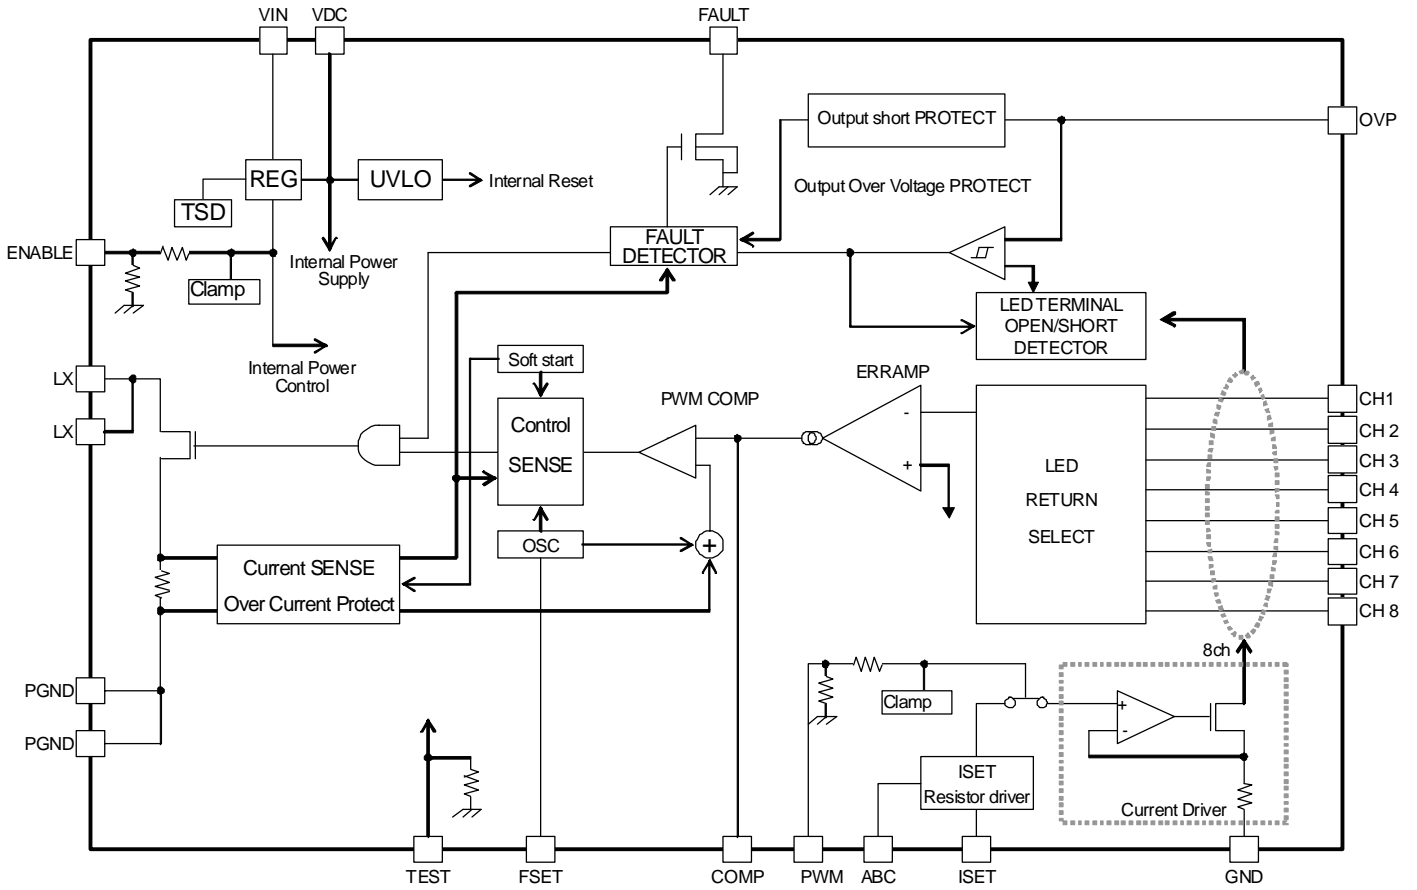 VIN
VDC
FAULT
Output short PROTECT
OVP
REG
UVLO
Internal Reset
Output Over Voltage PROTECT
TSD
FAULT
DETECTOR
ENABLE
Internal Power
Supply
Clamp
LED TERMINAL
OPEN/SHORT
DETECTOR
Internal Power
Control
Soft start
ERRAMP
LX
PWM COMP
CH1
-
LX
Control
SENSE
CH 2
CH 3
+
LED
RETURN
SELECT
CH 4
CH 5
OSC
+
CH 6
Current SENSE
Over Current Protect
CH 7
CH 8
8ch
PGND
Clamp
+
-
PGND
ISET
Resistor driver
Current Driver
TEST
FSET
COMP
PWM
ABC
ISET
GND